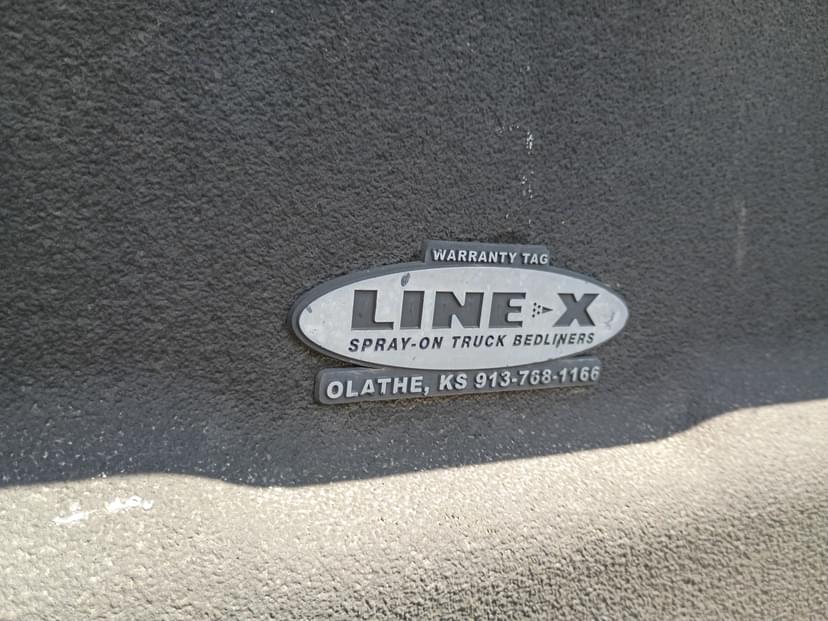 WARRANTY TAG
LINE-X
SPRAY-ON TRUCK BEDLINERS
OLATHE, KS 913-768-1166